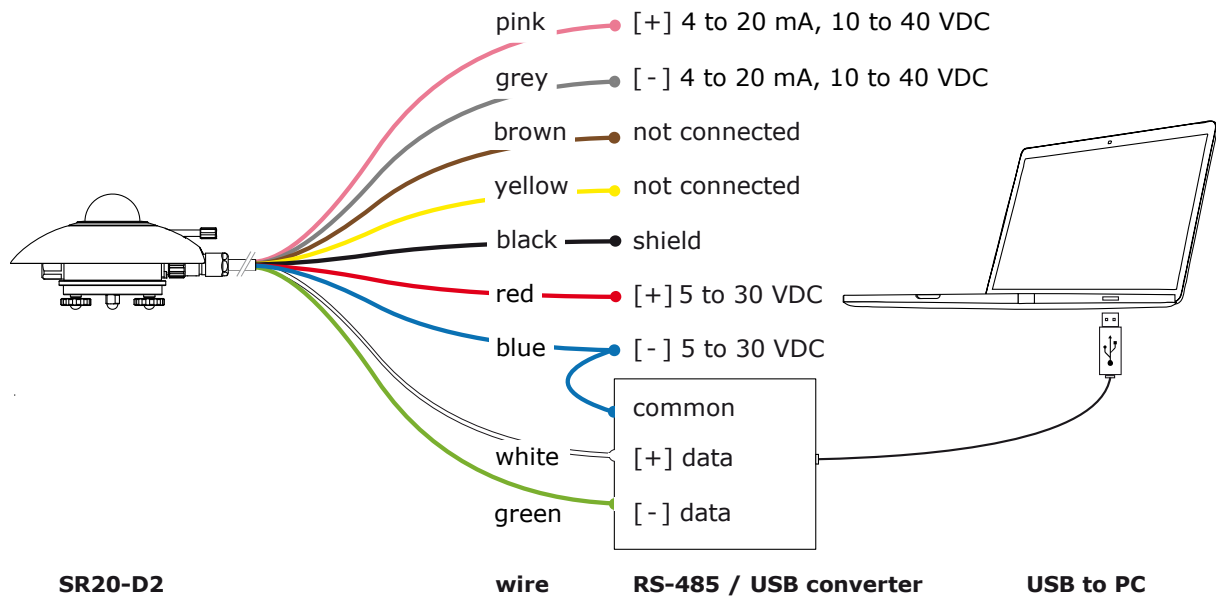 pink [+] 4 to 20 mA, 10 to 40 VDC
grey [-] 4 to 20 mA, 10 to 40 VDC
brown not connected
yellow not connected
black shield
red [+] 5 to 30 VDC
blue [-] 5 to 30 VDC
common
white [+] data
green [-] data
SR20-D2 wire RS-485 / USB converter USB to PC